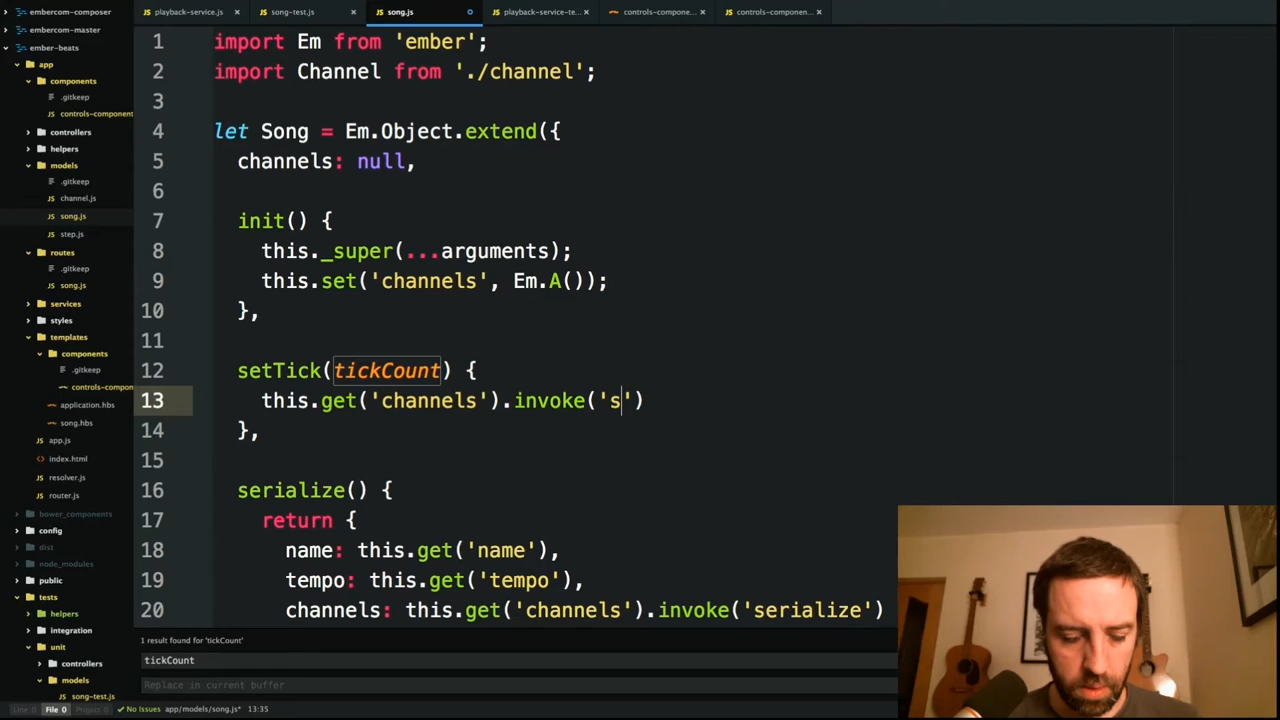 embercom-composer
embercom-master
ember-beats
app
components
.gitkeep
controls-component
controllers
helpers
models
.gitkeep
channel.js
song.js
step.js
routes
.gitkeep
song.js
services
styles
templates
components
.gitkeep
controls-compon
application.hbs
song.hbs
app.js
index.html
resolver.js
router.js
bower_components
config
dist
node_modules
public
tests
helpers
integration
unit
controllers
models
song-test.js
playback-service.js
song-test.js
song.js
playback-service-te...
controls-compone...
controls-componen...
1 import Em from 'ember';
2 import Channel from './channel';
3
4 let Song = Em.Object.extend({
5 channels: null,
6
7 init() {
8 this._super(...arguments);
9 this.set('channels', Em.A());
10 },
11
12 setTick(tickCount) {
13 this.get('channels').invoke('s')
14 },
15
16 serialize() {
17 return {
18 name: this.get('name'),
19 tempo: this.get('tempo'),
20 channels: this.get('channels').invoke('serialize')
1 result found for 'tickCount'
tickCount
Replace in current buffer
Line 0 File 0 Project 0 No Issues app/models/song.js* 13:35